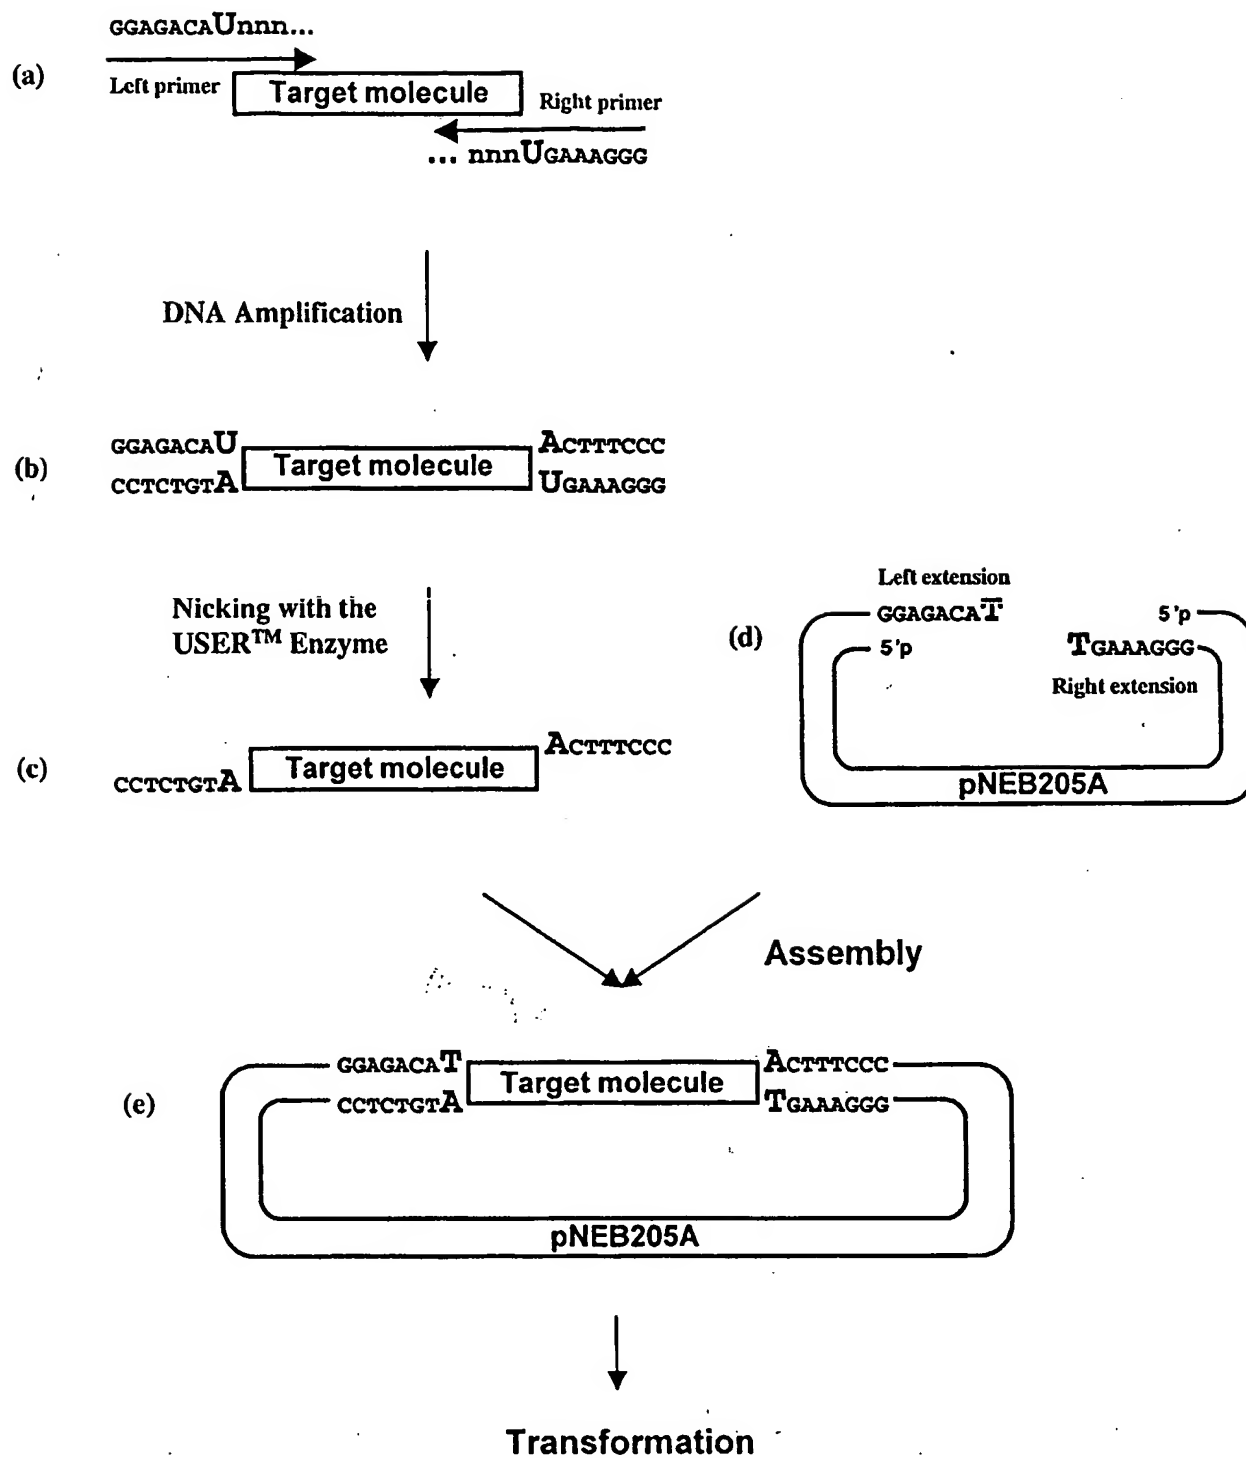 GGAGACAUnnn...
(a)
Left primer
Target molecule
Right primer
... nnnUGAAAGGG
DNA Amplification
(b)
GGAGACAU
ACTTTCCC
Target molecule
CCTCTGTA
UGAAAGGG
Nicking with the
USER™ Enzyme
(c)
ACTTTCCC
Target molecule
CCTCTGTA
(d)
Left extension
GGAGACAT
5'p
5'p
TGAAAGGG
Right extension
pNEB205A
Assembly
(e)
GGAGACAT
ACTTTCCC
Target molecule
CCTCTGTA
TGAAAGGG
pNEB205A
Transformation